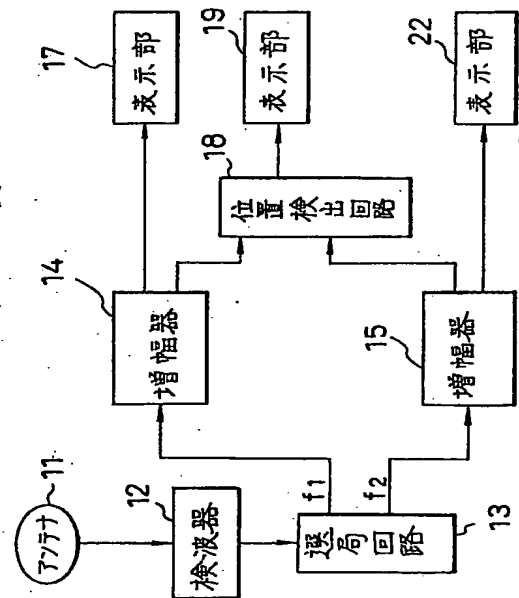 アンテナ
11
検波器
12
選局回路
13
f1
f2
増幅器
14
増幅器
15
表示部
17
位置検出回路
18
表示部
19
表示部
22